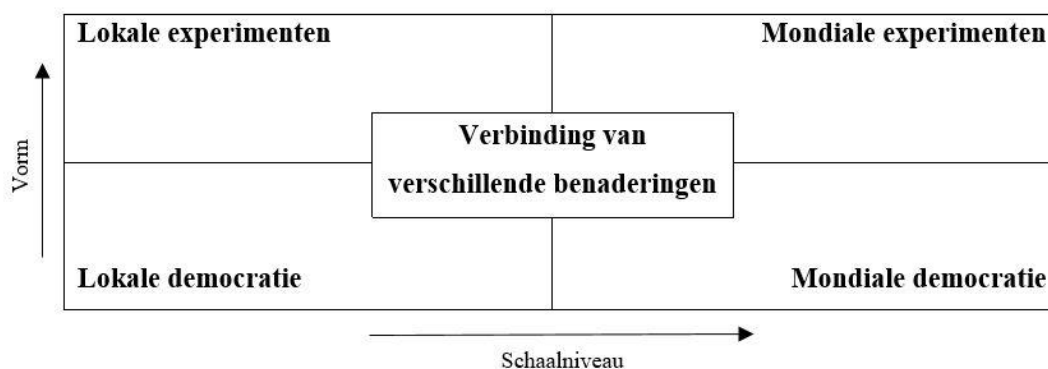 Lokale experimenten
Mondiale experimenten
Vorm
Verbinding van
verschillende benaderingen
Lokale democratie
Mondiale democratie
Schaalniveau